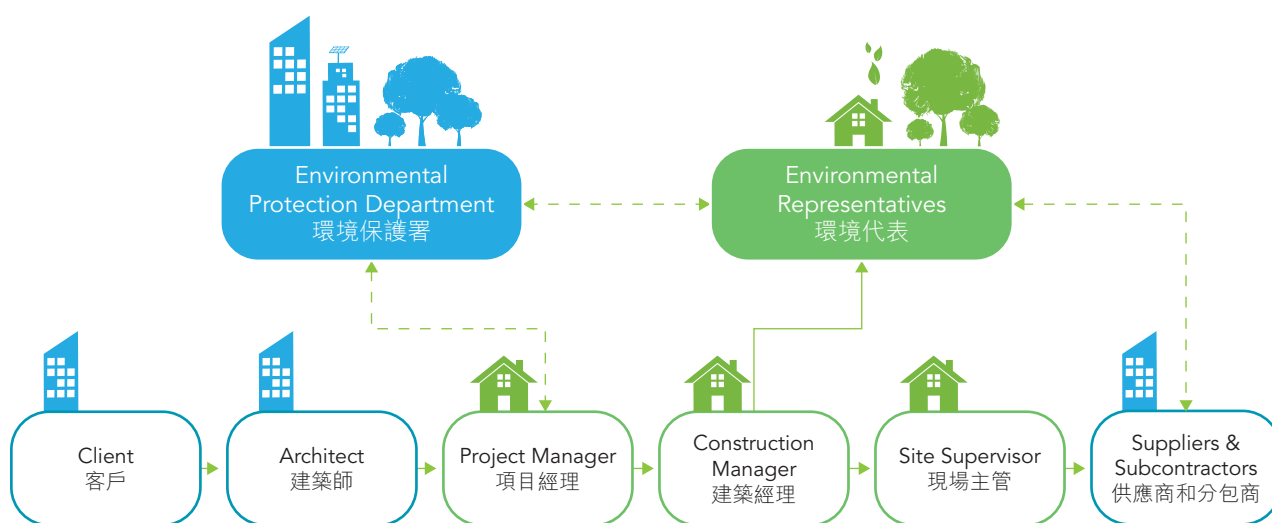 Environmental
Protection Department
環境保護署
Environmental
Representatives
環境代表
Client
客戶
Architect
建築師
Project Manager
項目經理
Construction
Manager
建築經理
Site Supervisor
現場主管
Suppliers &
Subcontractors
供應商和分包商